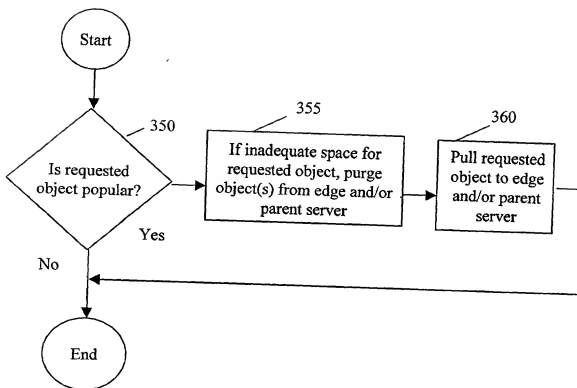 Start
350
Is requested
object popular?
Yes
No
355
If inadequate space for
requested object, purge
object(s) from edge and/or
parent server
360
Pull requested
object to edge
and/or parent
server
End